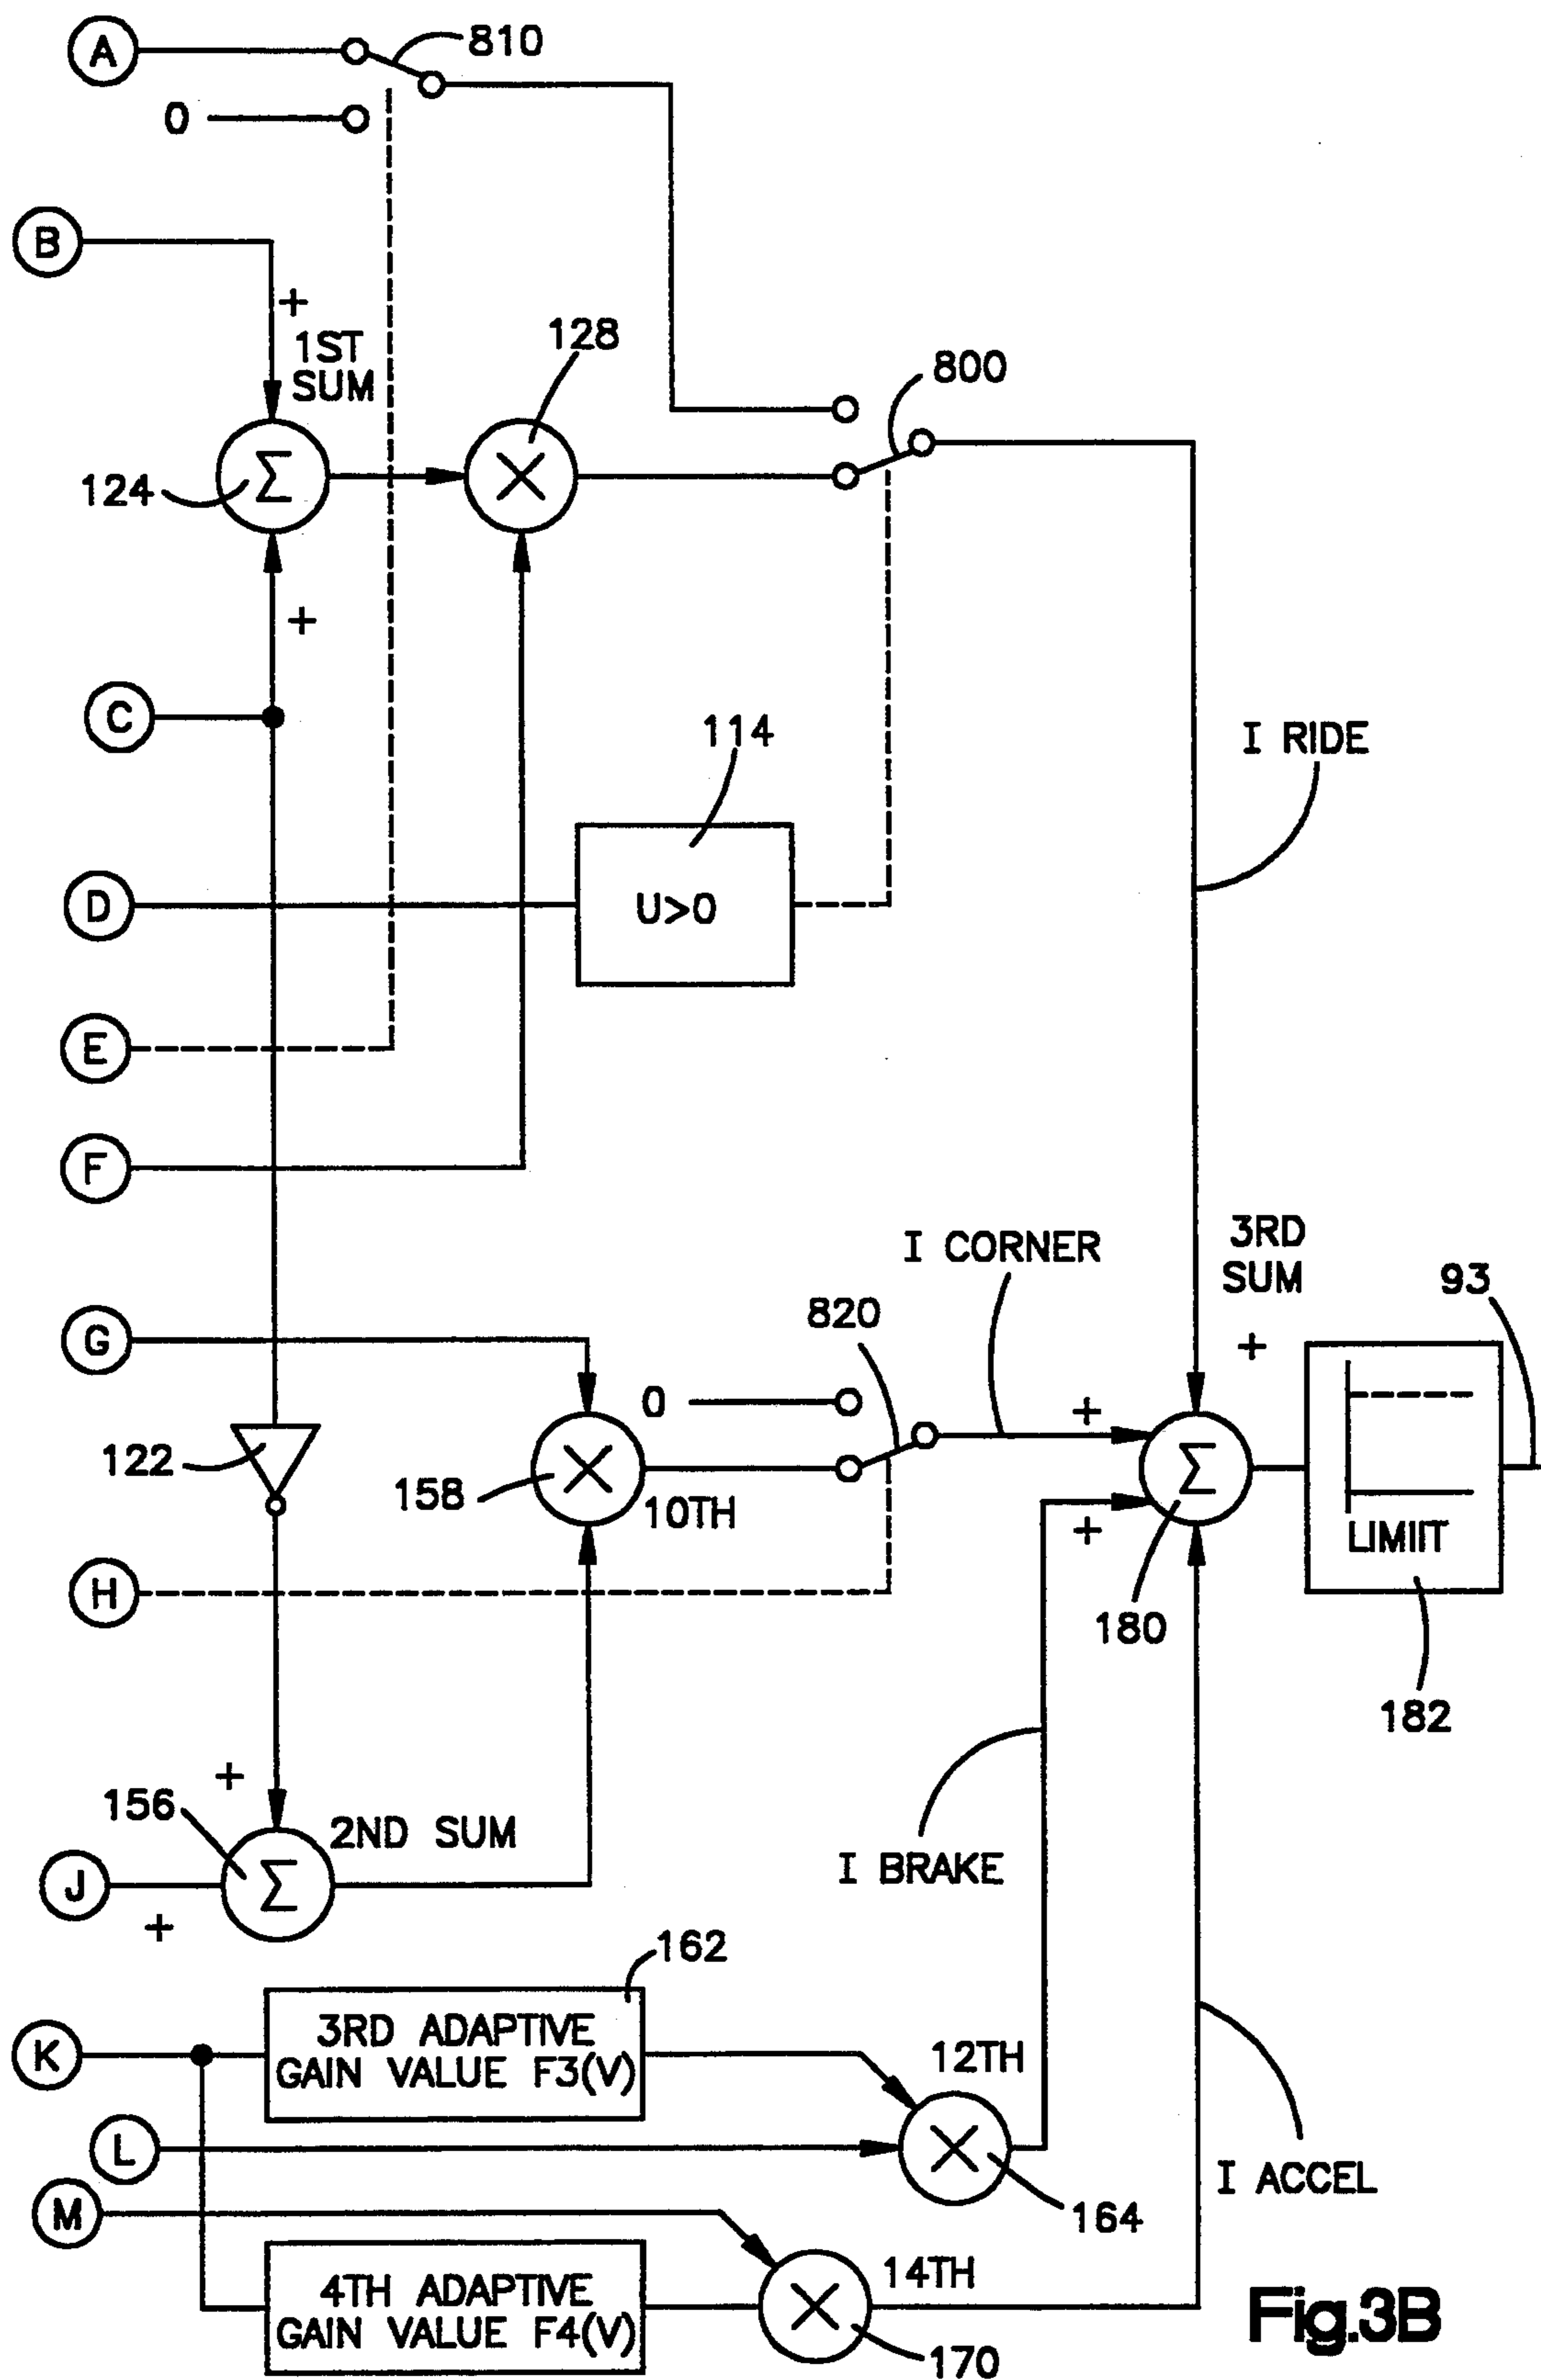 A
810
0
B
+
1ST
SUM
128
800
124
Σ
+
C
114
I RIDE
D
U>0
E
F
I CORNER
3RD
SUM
93
G
820
+
0
+
122
158
10TH
Σ
+
LIMIIT
H
180
182
+
156
2ND SUM
J
Σ
+
I BRAKE
162
K
3RD ADAPTIVE
GAIN VALUE F3(V)
12TH
L
I ACCEL
M
164
4TH ADAPTIVE
GAIN VALUE F4(V)
14TH
170
Fig.3B